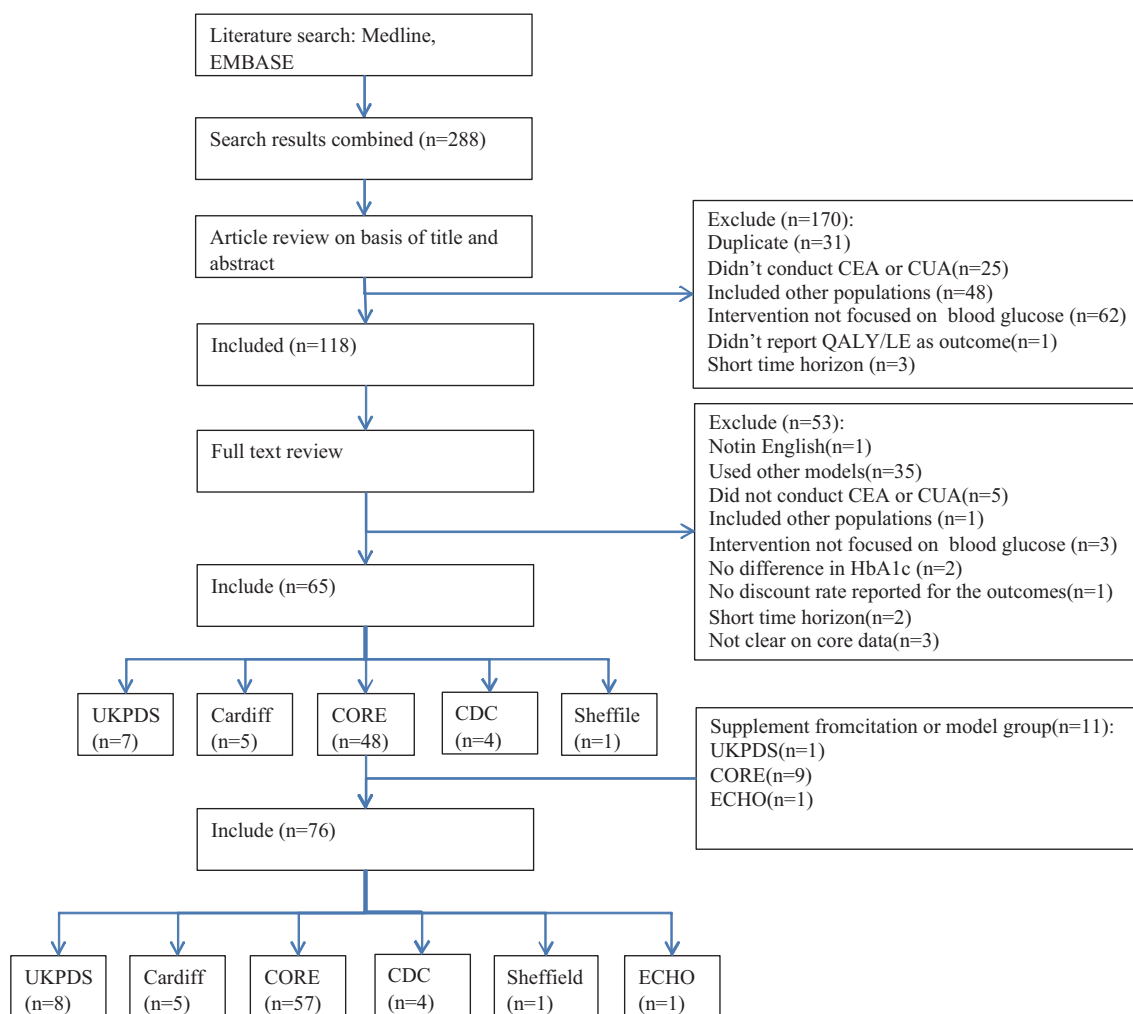 Literature search: Medline,
EMBASE
Search results combined (n=288)
Article review on basis of title and
abstract
Exclude (n=170):
Duplicate (n=31)
Didn't conduct CEA or CUA(n=25)
Included other populations (n=48)
Intervention not focused on  blood glucose (n=62)
Didn't report QALY/LE as outcome(n=1)
Short time horizon (n=3)
Included (n=118)
Full text review
Exclude (n=53):
Notin English(n=1)
Used other models(n=35)
Did not conduct CEA or CUA(n=5)
Included other populations (n=1)
Intervention not focused on  blood glucose (n=3)
No difference in HbA1c (n=2)
No discount rate reported for the outcomes(n=1)
Short time horizon(n=2)
Not clear on core data(n=3)
Include (n=65)
UKPDS
(n=7)
Cardiff
(n=5)
CORE
(n=48)
CDC
(n=4)
Sheffile
(n=1)
Supplement fromcitation or model group(n=11):
UKPDS(n=1)
CORE(n=9)
ECHO(n=1)
Include (n=76)
UKPDS
(n=8)
Cardiff
(n=5)
CORE
(n=57)
CDC
(n=4)
Sheffield
(n=1)
ECHO
(n=1)